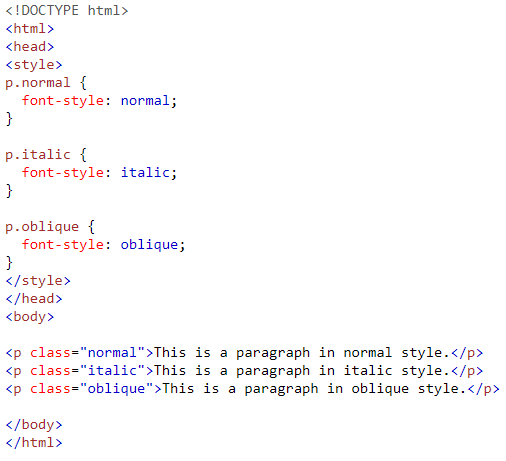 <!DOCTYPE html>
<html>
<head>
<style>
p.normal {
  font-style: normal;
}

p.italic {
  font-style: italic;
}

p.oblique {
  font-style: oblique;
}
</style>
</head>
<body>

<p class="normal">This is a paragraph in normal style.</p>
<p class="italic">This is a paragraph in italic style.</p>
<p class="oblique">This is a paragraph in oblique style.</p>

</body>
</html>